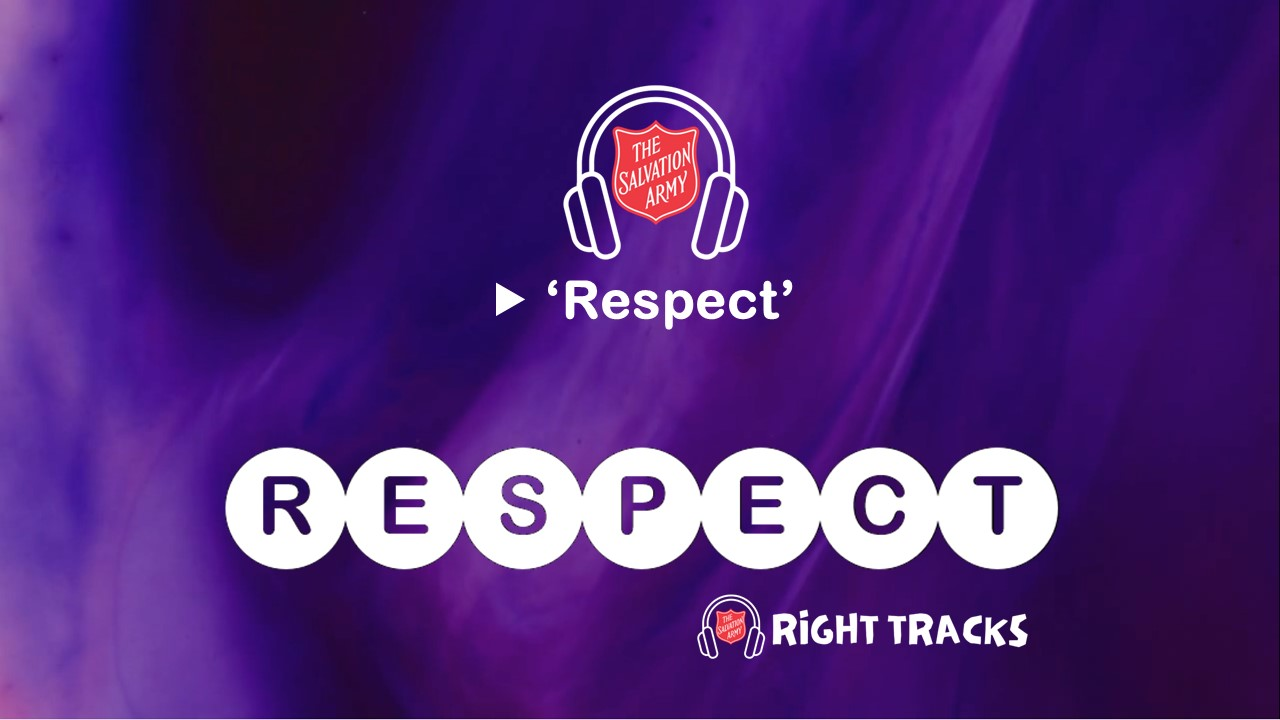 THE
SALVATION
ARMY
‘Respect’
RESPECT
THE
SALVATION
ARMY
RiGHT TRACKS